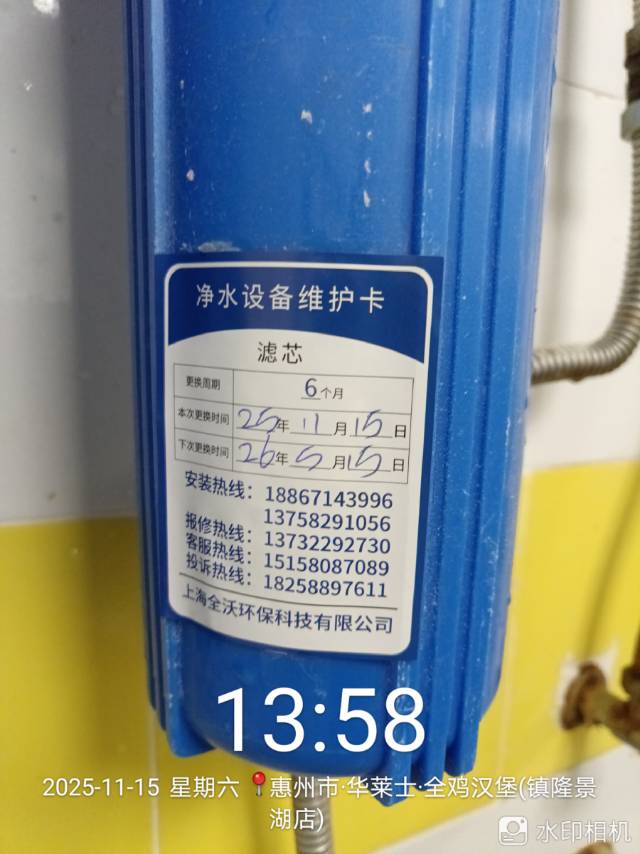 净水设备维护卡
滤芯
更换周期 6个月
本次更换时间 25年11月15日
下次更换时间 26年5月15日
安装热线：18867143996
13758291056
报修热线：13732292730
客服热线：15158087089
投诉热线：18258897611
上海全沃环保科技有限公司
13:58
2025-11-15 星期六 惠州市·华莱士·全鸡汉堡(镇隆景
湖店)
水印相机